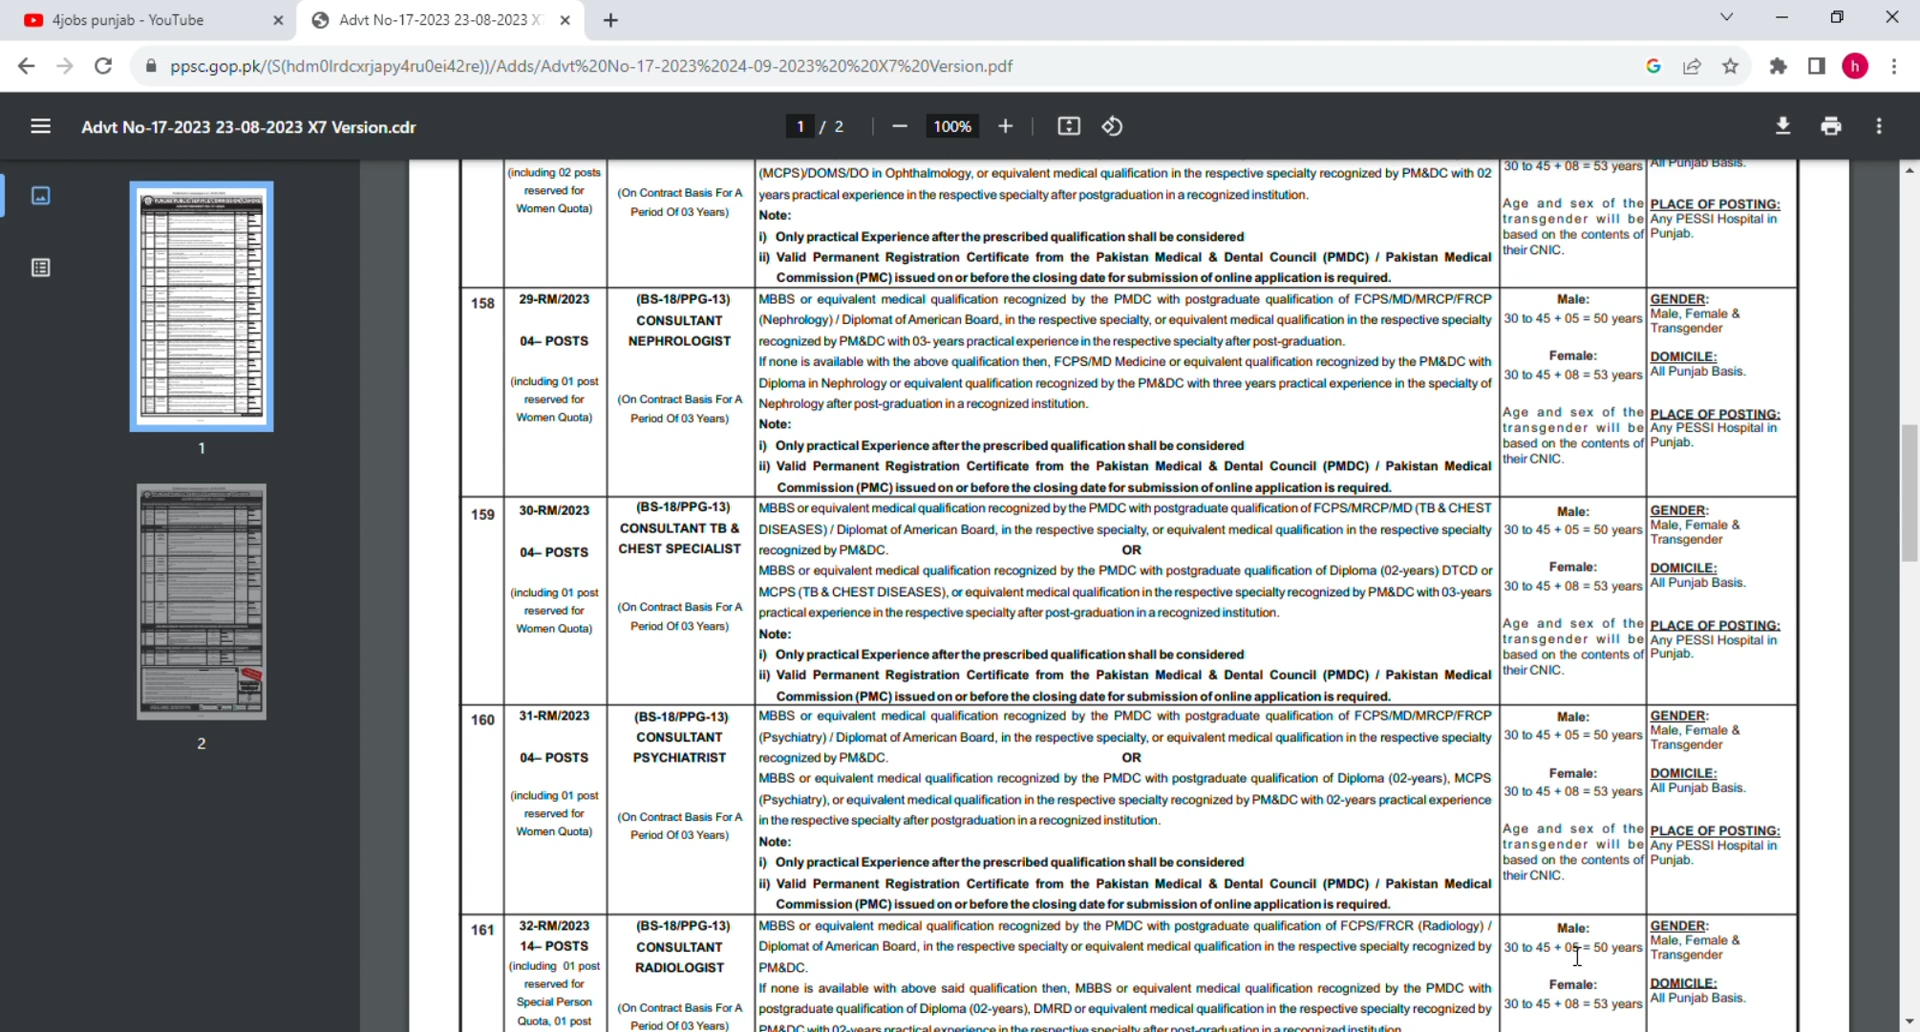 4jobs punjab - YouTube
Advt No-17-2023 23-08-2023 X7
ppsc.gop.pk/(S(hdm0lrdcxrjapy4ru0ei42re))/Adds/Advt%20No-17-2023%2024-09-2023%20%20X7%20Version.pdf
h
Advt No-17-2023 23-08-2023 X7 Version.cdr
1 / 2
100%
1
2
(including 02 posts
reserved for
Women Quota)
(On Contract Basis For A
Period Of 03 Years)
(MCPS)/DOMS/DO in Ophthalmology, or equivalent medical qualification in the respective specialty recognized by PM&DC with 02
years practical experience in the respective specialty after postgraduation in a recognized institution.
Note:
i) Only practical Experience after the prescribed qualification shall be considered
ii) Valid Permanent Registration Certificate from the Pakistan Medical & Dental Council (PMDC) / Pakistan Medical
Commission (PMC) issued on or before the closing date for submission of online application is required.
30 to 45 + 08 = 53 years
Age and sex of the
transgender will be
based on the contents of
their CNIC.
All Punjab Basis.
PLACE OF POSTING:
Any PESSI Hospital in
Punjab.
158
29-RM/2023
04– POSTS
(including 01 post
reserved for
Women Quota)
(BS-18/PPG-13)
CONSULTANT
NEPHROLOGIST
(On Contract Basis For A
Period Of 03 Years)
MBBS or equivalent medical qualification recognized by the PMDC with postgraduate qualification of FCPS/MD/MRCP/FRCP
(Nephrology) / Diplomat of American Board, in the respective specialty, or equivalent medical qualification in the respective specialty
recognized by PM&DC with 03- years practical experience in the respective specialty after post-graduation.
If none is available with the above qualification then, FCPS/MD Medicine or equivalent qualification recognized by the PM&DC with
Diploma in Nephrology or equivalent qualification recognized by the PM&DC with three years practical experience in the specialty of
Nephrology after post-graduation in a recognized institution.
Note:
i) Only practical Experience after the prescribed qualification shall be considered
ii) Valid Permanent Registration Certificate from the Pakistan Medical & Dental Council (PMDC) / Pakistan Medical
Commission (PMC) issued on or before the closing date for submission of online application is required.
Male:
30 to 45 + 05 = 50 years
Female:
30 to 45 + 08 = 53 years
Age and sex of the
transgender will be
based on the contents of
their CNIC.
GENDER:
Male, Female &
Transgender
DOMICILE:
All Punjab Basis.
PLACE OF POSTING:
Any PESSI Hospital in
Punjab.
159
30-RM/2023
04– POSTS
(including 01 post
reserved for
Women Quota)
(BS-18/PPG-13)
CONSULTANT TB &
CHEST SPECIALIST
(On Contract Basis For A
Period Of 03 Years)
MBBS or equivalent medical qualification recognized by the PMDC with postgraduate qualification of FCPS/MRCP/MD (TB & CHEST
DISEASES) / Diplomat of American Board, in the respective specialty, or equivalent medical qualification in the respective specialty
recognized by PM&DC. OR
MBBS or equivalent medical qualification recognized by the PMDC with postgraduate qualification of Diploma (02-years) DTCD or
MCPS (TB & CHEST DISEASES), or equivalent medical qualification in the respective specialty recognized by PM&DC with 03-years
practical experience in the respective specialty after post-graduation in a recognized institution.
Note:
i) Only practical Experience after the prescribed qualification shall be considered
ii) Valid Permanent Registration Certificate from the Pakistan Medical & Dental Council (PMDC) / Pakistan Medical
Commission (PMC) issued on or before the closing date for submission of online application is required.
Male:
30 to 45 + 05 = 50 years
Female:
30 to 45 + 08 = 53 years
Age and sex of the
transgender will be
based on the contents of
their CNIC.
GENDER:
Male, Female &
Transgender
DOMICILE:
All Punjab Basis.
PLACE OF POSTING:
Any PESSI Hospital in
Punjab.
160
31-RM/2023
04– POSTS
(including 01 post
reserved for
Women Quota)
(BS-18/PPG-13)
CONSULTANT
PSYCHIATRIST
(On Contract Basis For A
Period Of 03 Years)
MBBS or equivalent medical qualification recognized by the PMDC with postgraduate qualification of FCPS/MD/MRCP/FRCP
(Psychiatry) / Diplomat of American Board, in the respective specialty, or equivalent medical qualification in the respective specialty
recognized by PM&DC. OR
MBBS or equivalent medical qualification recognized by the PMDC with postgraduate qualification of Diploma (02-years), MCPS
(Psychiatry), or equivalent medical qualification in the respective specialty recognized by PM&DC with 02-years practical experience
in the respective specialty after postgraduation in a recognized institution.
Note:
i) Only practical Experience after the prescribed qualification shall be considered
ii) Valid Permanent Registration Certificate from the Pakistan Medical & Dental Council (PMDC) / Pakistan Medical
Commission (PMC) issued on or before the closing date for submission of online application is required.
Male:
30 to 45 + 05 = 50 years
Female:
30 to 45 + 08 = 53 years
Age and sex of the
transgender will be
based on the contents of
their CNIC.
GENDER:
Male, Female &
Transgender
DOMICILE:
All Punjab Basis.
PLACE OF POSTING:
Any PESSI Hospital in
Punjab.
161
32-RM/2023
14– POSTS
(including 01 post
reserved for
Special Person
Quota, 01 post
(BS-18/PPG-13)
CONSULTANT
RADIOLOGIST
(On Contract Basis For A
Period Of 03 Years)
MBBS or equivalent medical qualification recognized by the PMDC with postgraduate qualification of FCPS/FRCR (Radiology) /
Diplomat of American Board, in the respective specialty or equivalent medical qualification in the respective specialty recognized by
PM&DC.
If none is available with above said qualification then, MBBS or equivalent medical qualification recognized by the PMDC with
postgraduate qualification of Diploma (02-years), DMRD or equivalent medical qualification in the respective specialty recognized by
PM&DC with 02-years practical experience in the respective specialty after post-graduation in a recognized institution.
Male:
30 to 45 + 05 = 50 years
Female:
30 to 45 + 08 = 53 years
GENDER:
Male, Female &
Transgender
DOMICILE:
All Punjab Basis.